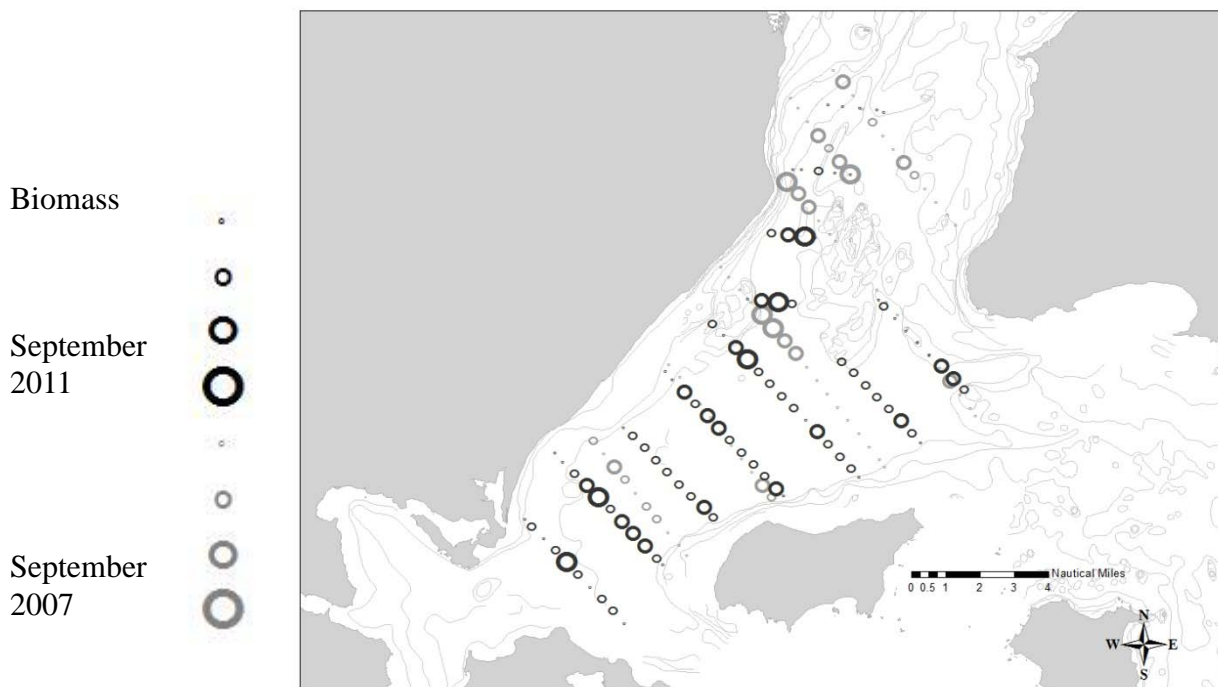 Biomass
September
2011
September
2007
Nautical Miles
0 0.5 1 2 3 4
N
W E
S